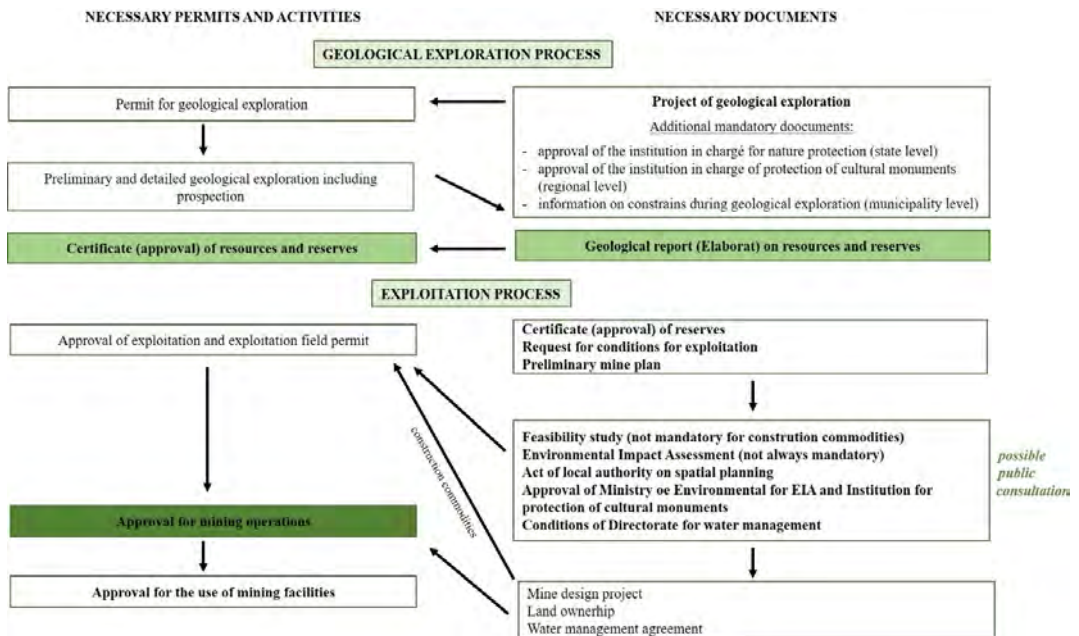 NECESSARY PERMITS AND ACTIVITIES
NECESSARY DOCUMENTS
GEOLOGICAL EXPLORATION PROCESS
Permit for geological exploration
Project of geological exploration
Additional mandatory doocuments:
- approval of the institution in charge for nature protection (state level)
- approval of the institution in charge of protection of cultural monuments
(regional level)
- information on constrains during geological exploration (municipality level)
Preliminary and detailed geological exploration including
prospection
Certificate (approval) of resources and reserves
Geological report (Elaborat) on resources and reserves
EXPLOITATION PROCESS
Approval of exploitation and exploitation field permit
Certificate (approval) of reserves
Request for conditions for exploitation
Preliminary mine plan
construction commodities
Feasibility study (not mandatory for constrution commodities)
Environmental Impact Assessment (not always mandatory)
Act of local authority on spatial planning
Approval of Ministry oe Environmental for EIA and Institution for
protection of cultural monuments
Conditions of Directorate for water management
possible
public
consultation
Approval for mining operations
Approval for the use of mining facilities
Mine design project
Land ownerhip
Water management agreement